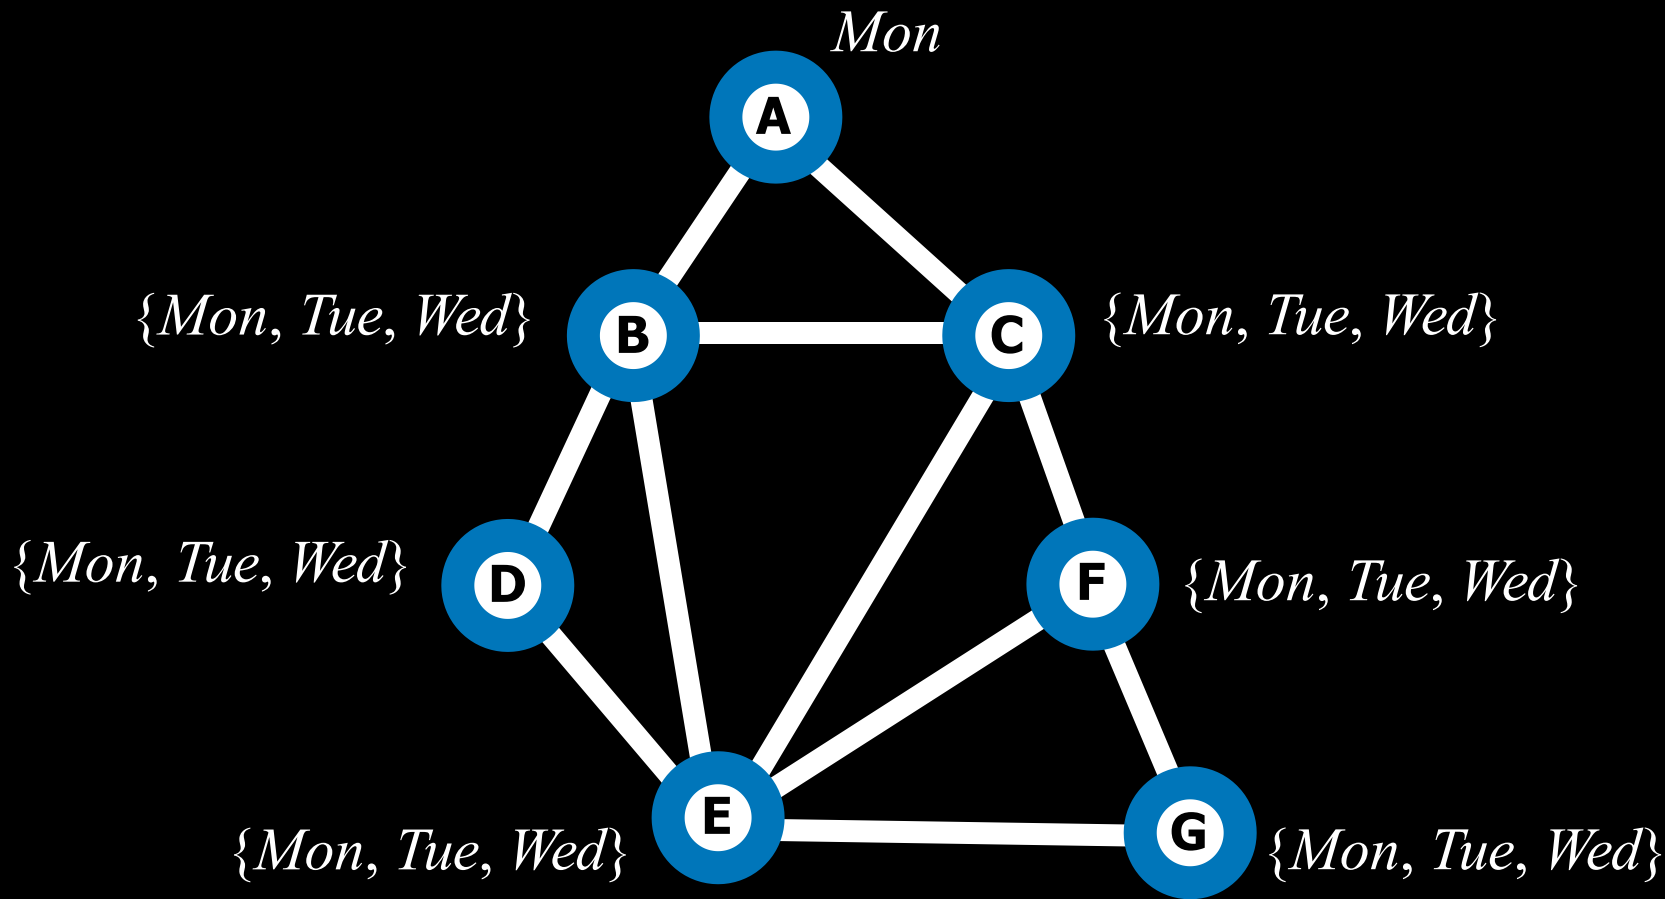 Mon
A
{Mon, Tue, Wed}
B
C
{Mon, Tue, Wed}
{Mon, Tue, Wed}
D
F
{Mon, Tue, Wed}
{Mon, Tue, Wed}
E
G
{Mon, Tue, Wed}